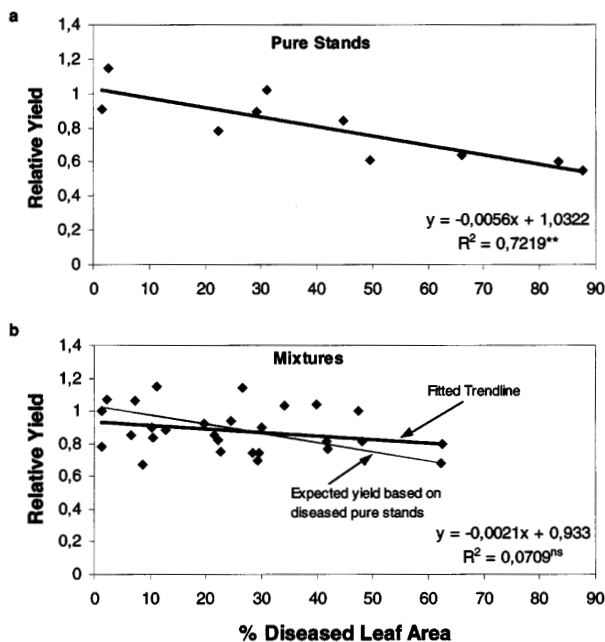 a
Pure Stands
Relative Yield
1,4
1,2
1
0,8
0,6
0,4
0,2
0
y = -0,0056x + 1,0322
R² = 0,7219**
0 10 20 30 40 50 60 70 80 90
b
Mixtures
Relative Yield
1,4
1,2
1
0,8
0,6
0,4
0,2
0
Fitted Trendline
Expected yield based on
diseased pure stands
y = -0,0021x + 0,933
R² = 0,0709ns
0 10 20 30 40 50 60 70 80 90
% Diseased Leaf Area